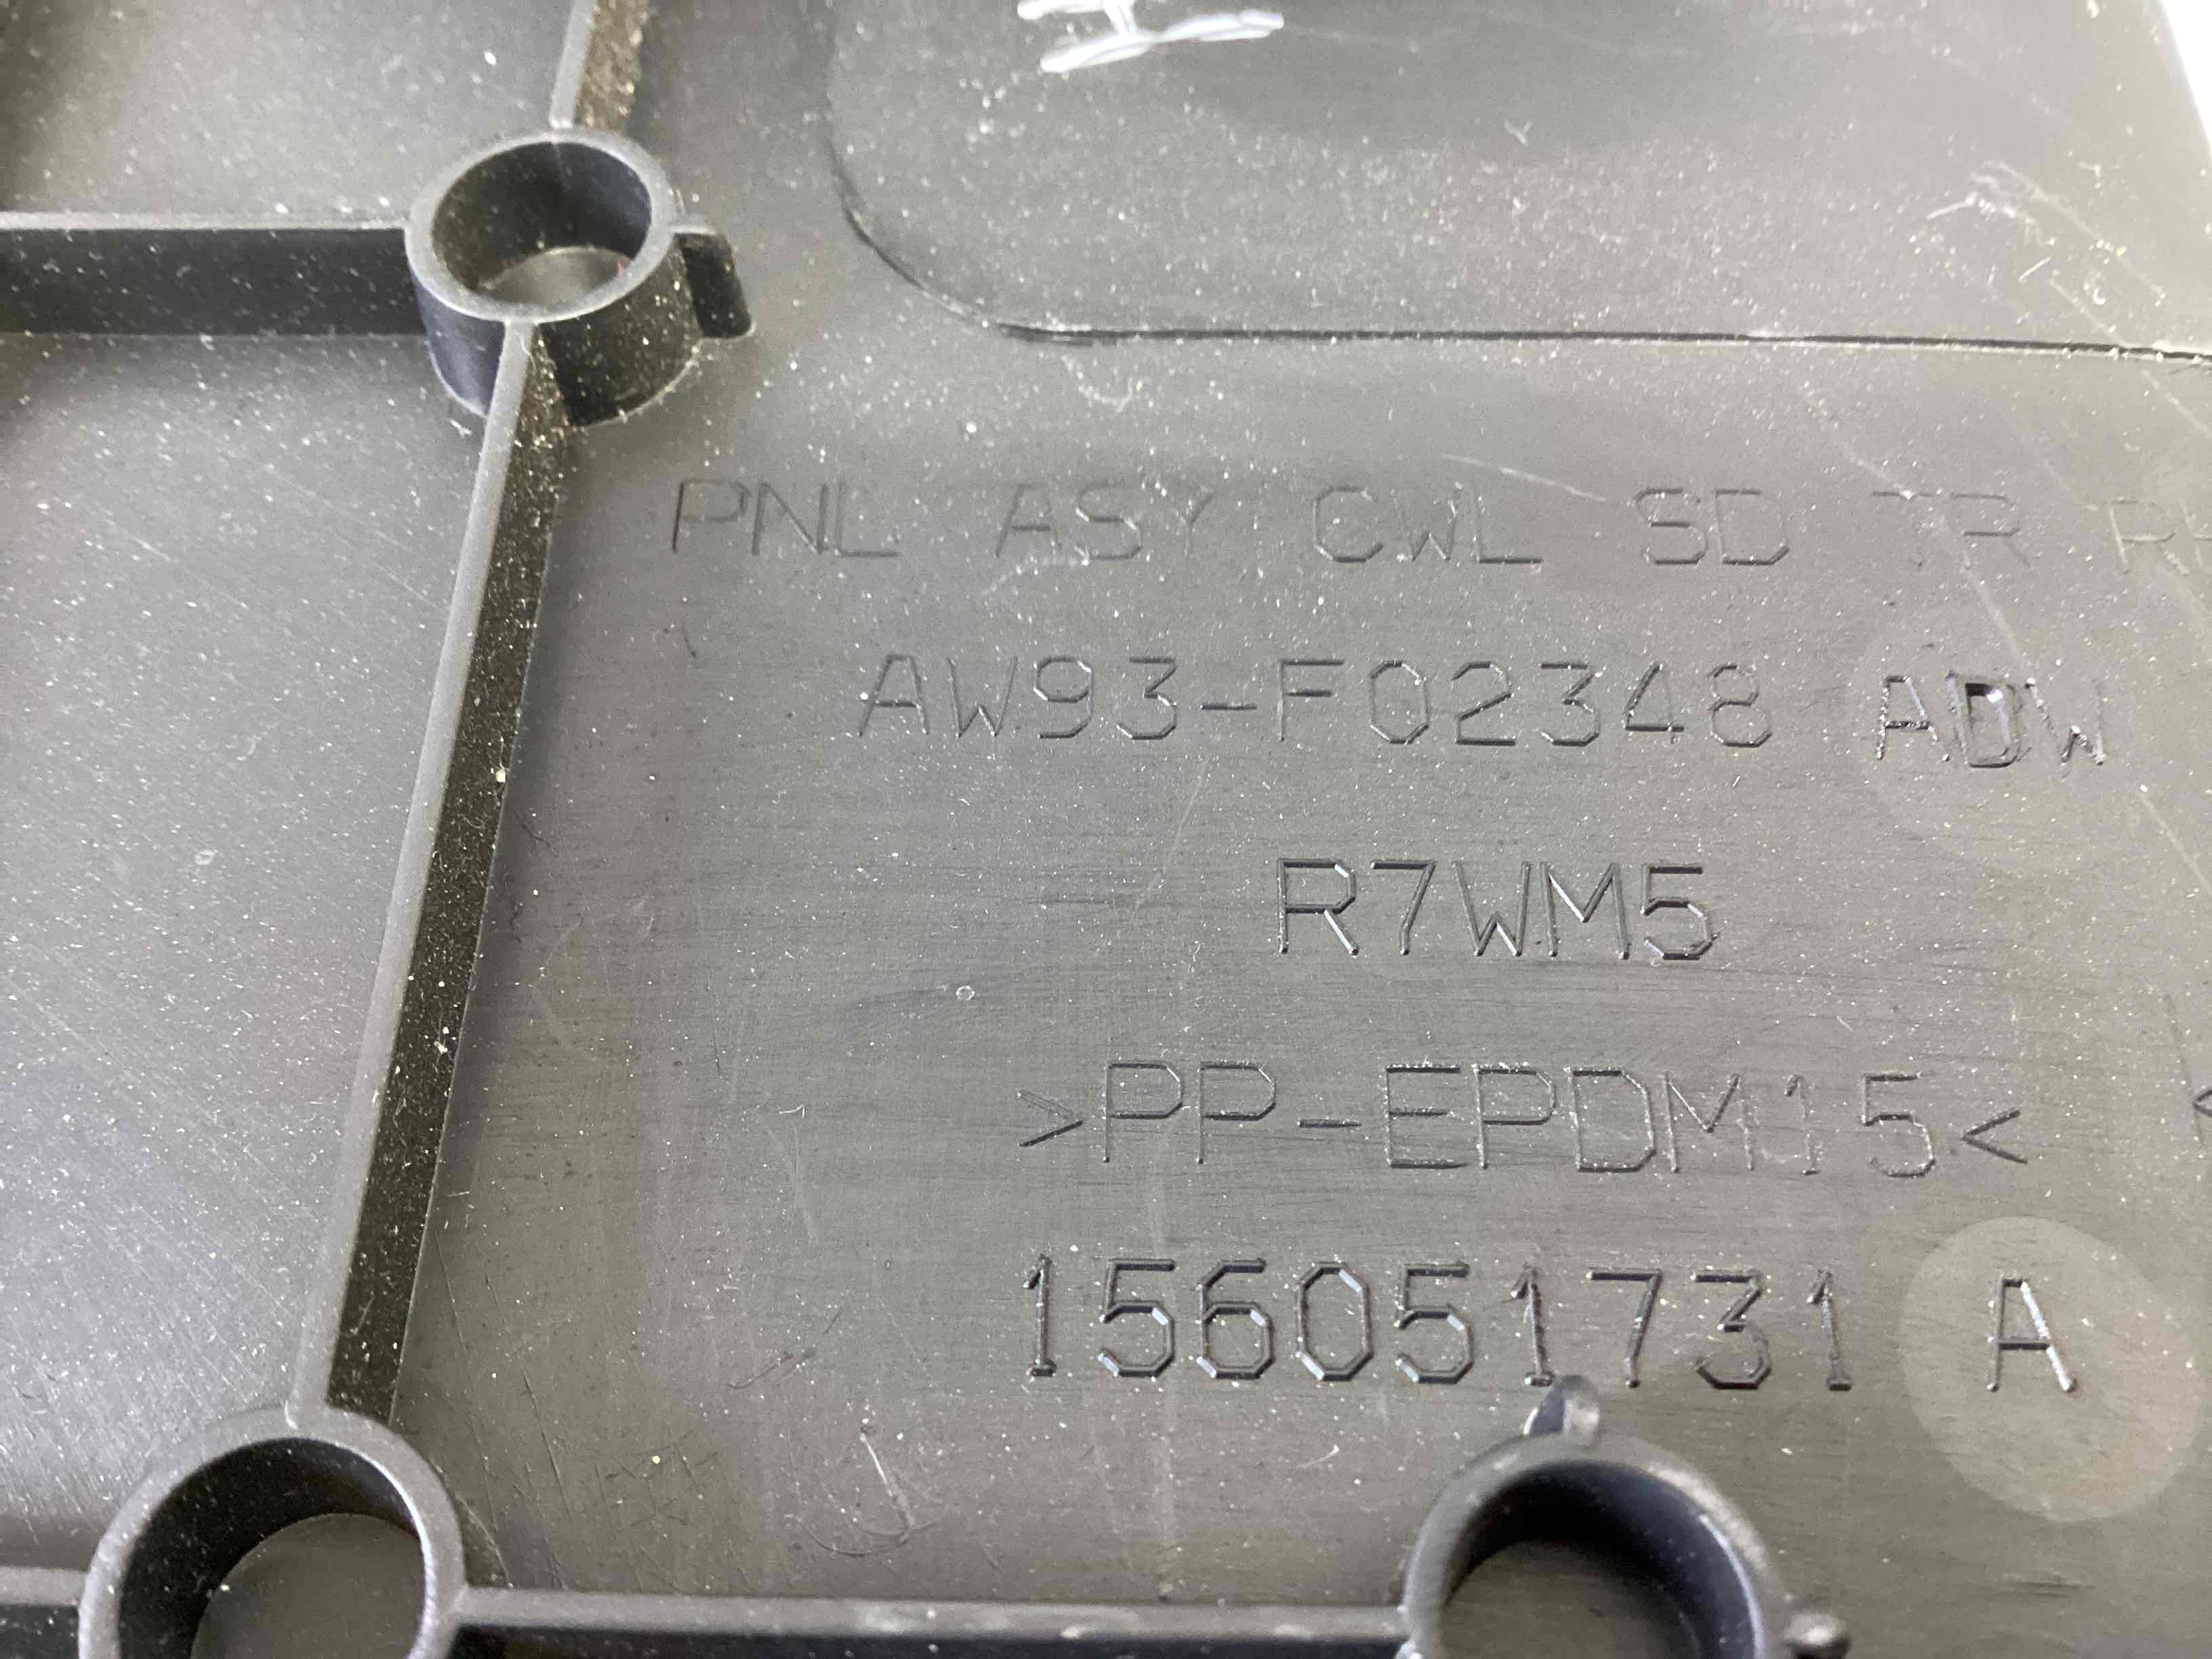 PNL ASY CWL SD TR
AW93-F02348 ADW
R7WM5
>PP-EPDM15<
156051731 A